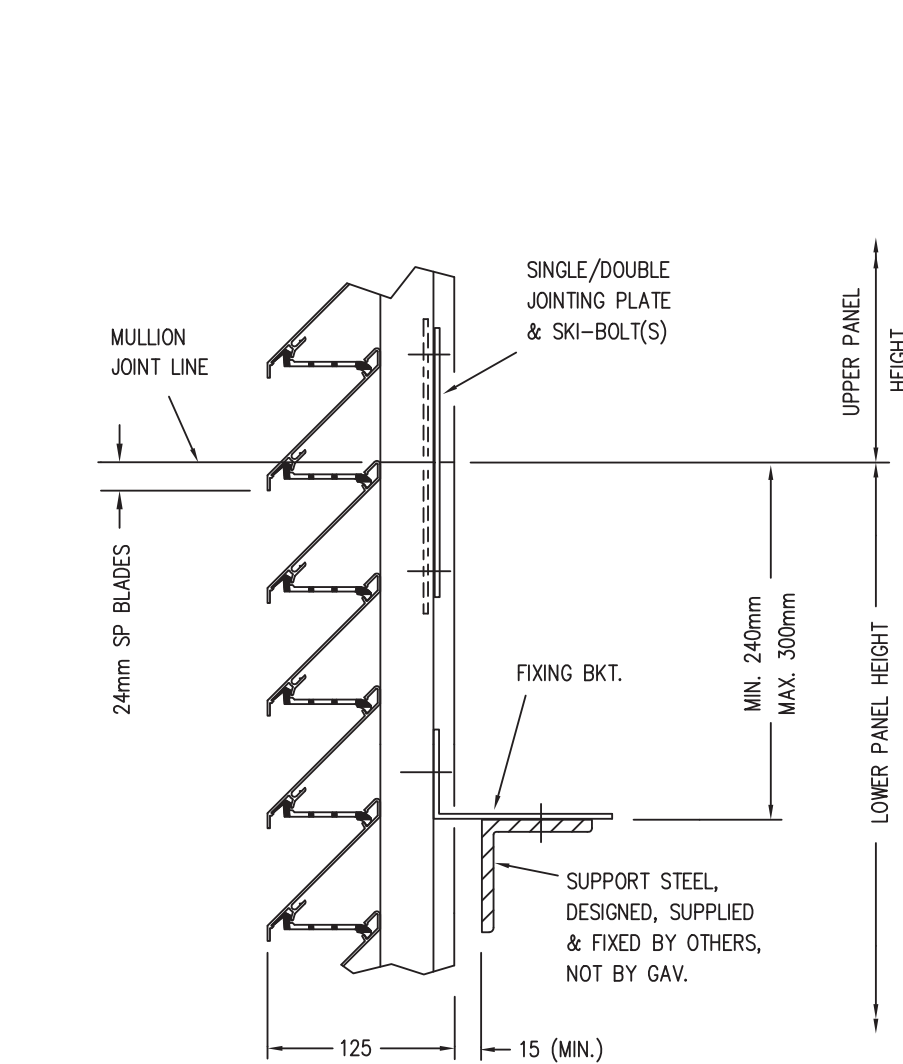 SINGLE/DOUBLE
JOINTING PLATE
& SKI-BOLT(S)
MULLION
JOINT LINE
UPPER PANEL
HEIGHT
24mm SP BLADES
MIN. 240mm
MAX. 300mm
LOWER PANEL HEIGHT
FIXING BKT.
SUPPORT STEEL,
DESIGNED, SUPPLIED
& FIXED BY OTHERS,
NOT BY GAV.
125
15 (MIN.)